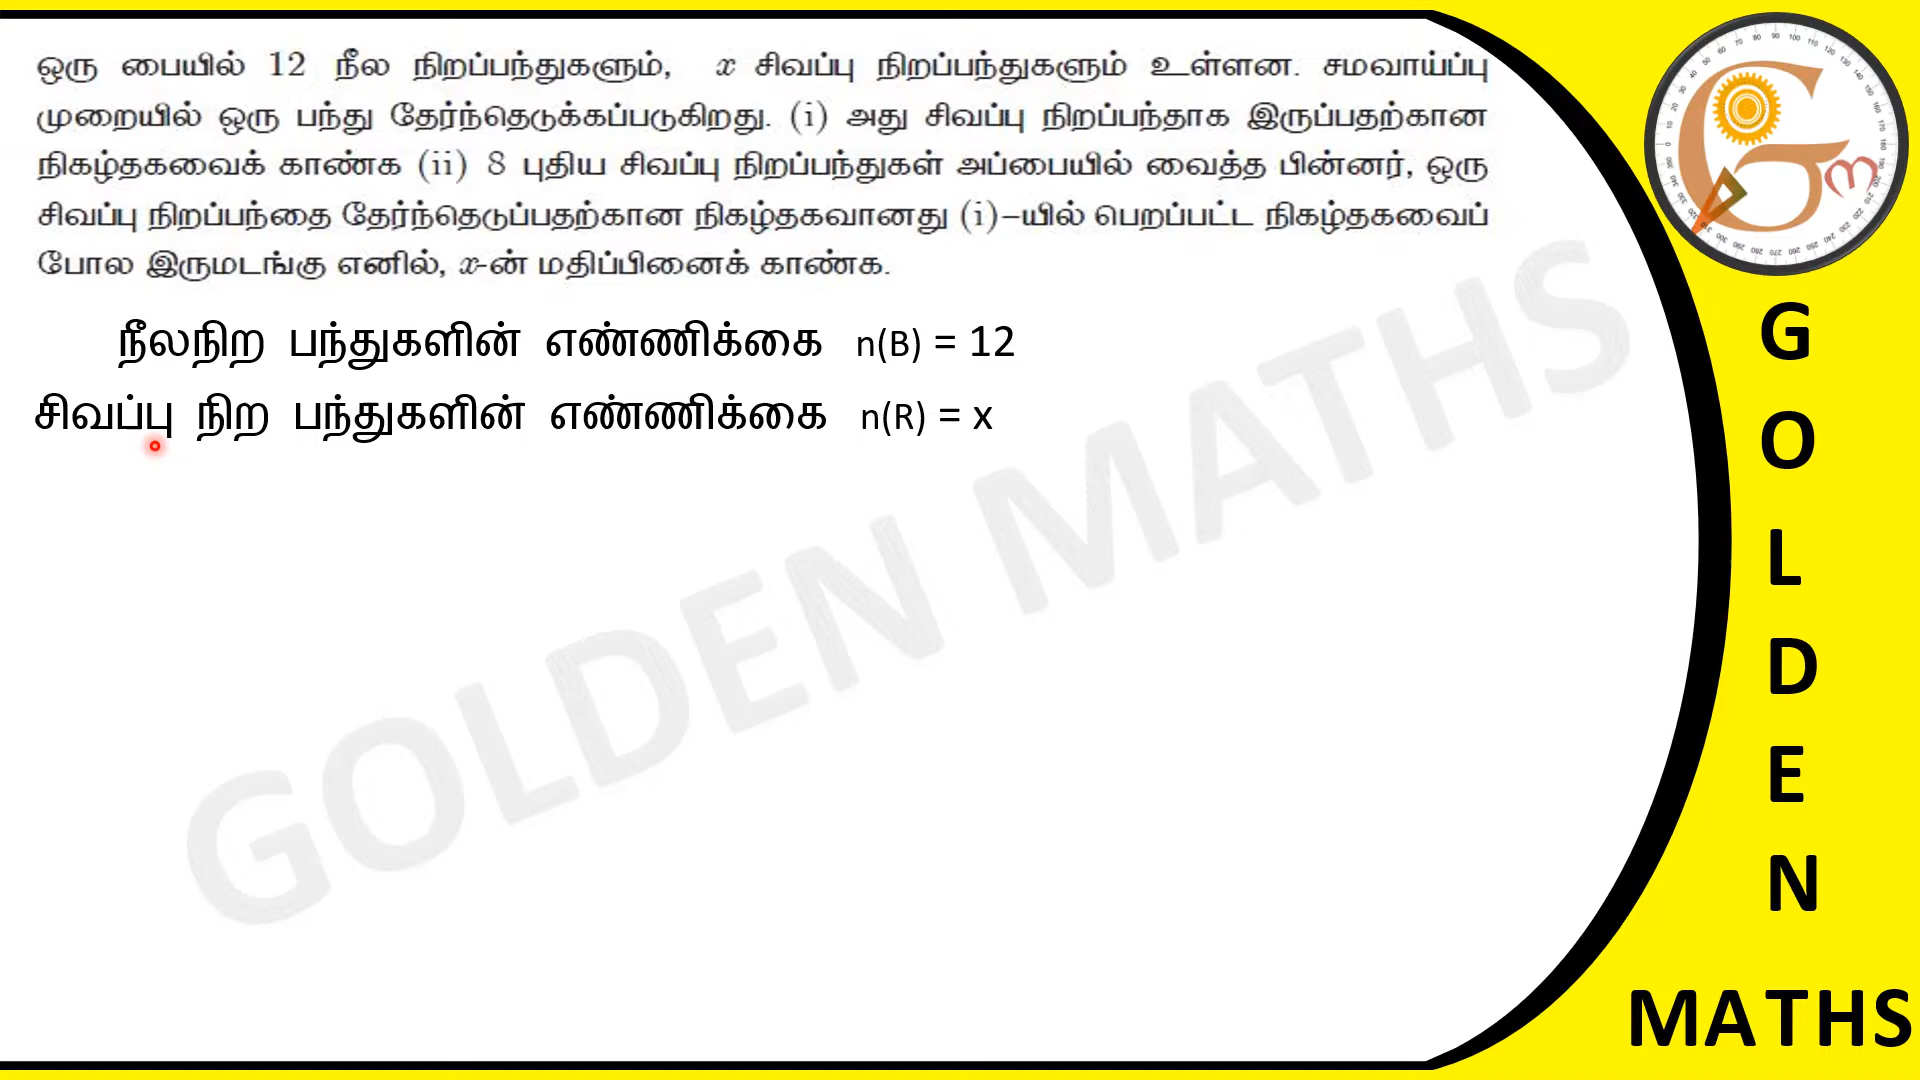 ஒரு பையில் 12 நீல நிறப்பந்துகளும், x சிவப்பு நிறப்பந்துகளும் உள்ளன. சமவாய்ப்பு
முறையில் ஒரு பந்து தேர்ந்தெடுக்கப்படுகிறது. (i) அது சிவப்பு நிறப்பந்தாக இருப்பதற்கான
நிகழ்தகவைக் காண்க (ii) 8 புதிய சிவப்பு நிறப்பந்துகள் அப்பையில் வைத்த பின்னர், ஒரு
சிவப்பு நிறப்பந்தை தேர்ந்தெடுப்பதற்கான நிகழ்தகவானது (i)–யில் பெறப்பட்ட நிகழ்தகவைப்
போல இருமடங்கு எனில், x-ன் மதிப்பினைக் காண்க.
நீலநிற பந்துகளின் எண்ணிக்கை n(B) = 12
சிவப்பு நிற பந்துகளின் எண்ணிக்கை n(R) = x
GOLDEN MATHS
G
O
L
D
E
N
MATHS